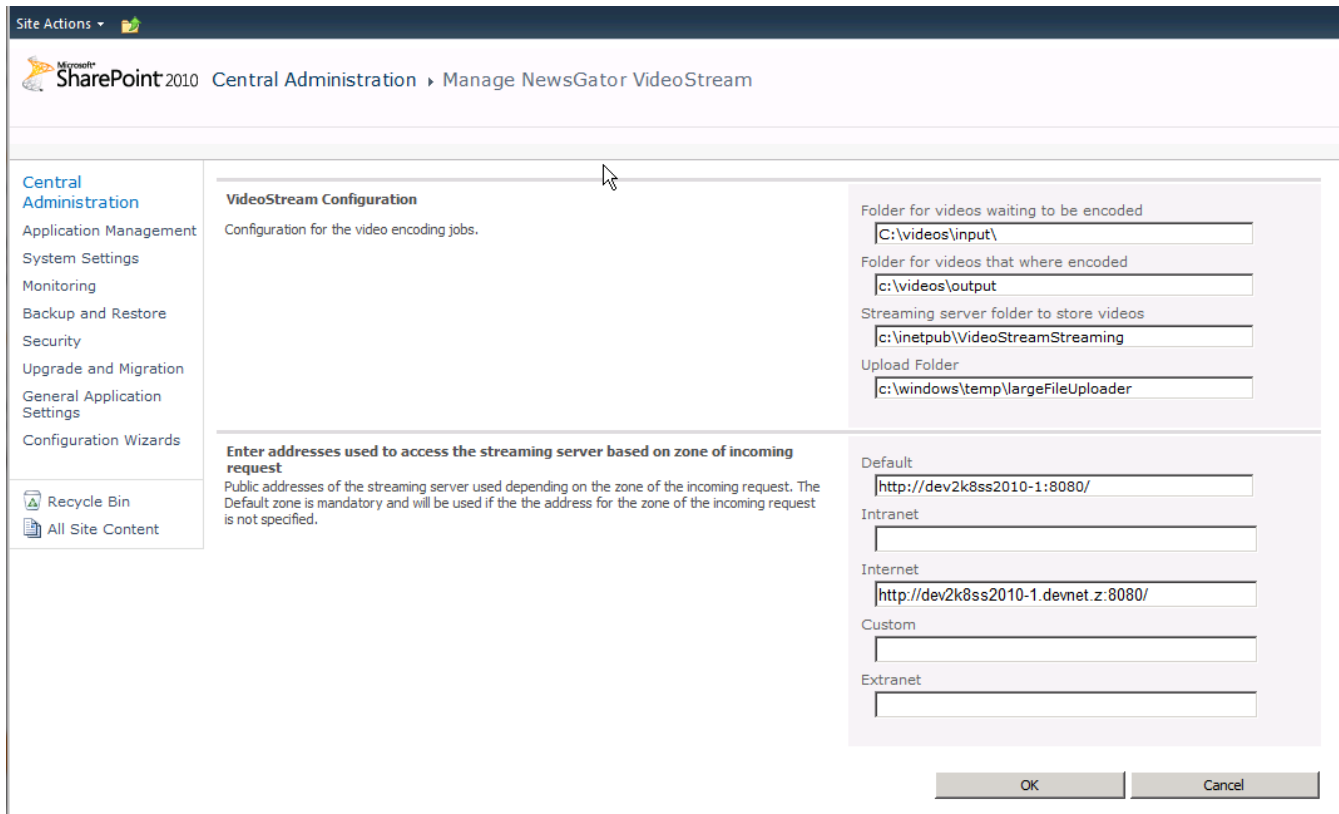 Site Actions
Microsoft
SharePoint 2010 Central Administration Manage NewsGator VideoStream
Central
Administration
Application Management
System Settings
Monitoring
Backup and Restore
Security
Upgrade and Migration
General Application
Settings
Configuration Wizards
Recycle Bin
All Site Content
VideoStream Configuration
Configuration for the video encoding jobs.
Folder for videos waiting to be encoded
C:\videos\input\
Folder for videos that where encoded
c:\videos\output
Streaming server folder to store videos
c:\inetpub\VideoStreamStreaming
Upload Folder
c:\windows\temp\largeFileUploader
Enter addresses used to access the streaming server based on zone of incoming
request
Public addresses of the streaming server used depending on the zone of the incoming request. The
Default zone is mandatory and will be used if the the address for the zone of the incoming request
is not specified.
Default
http://dev2k8ss2010-1:8080/
Intranet
Internet
http://dev2k8ss2010-1.devnet.z:8080/
Custom
Extranet
OK Cancel